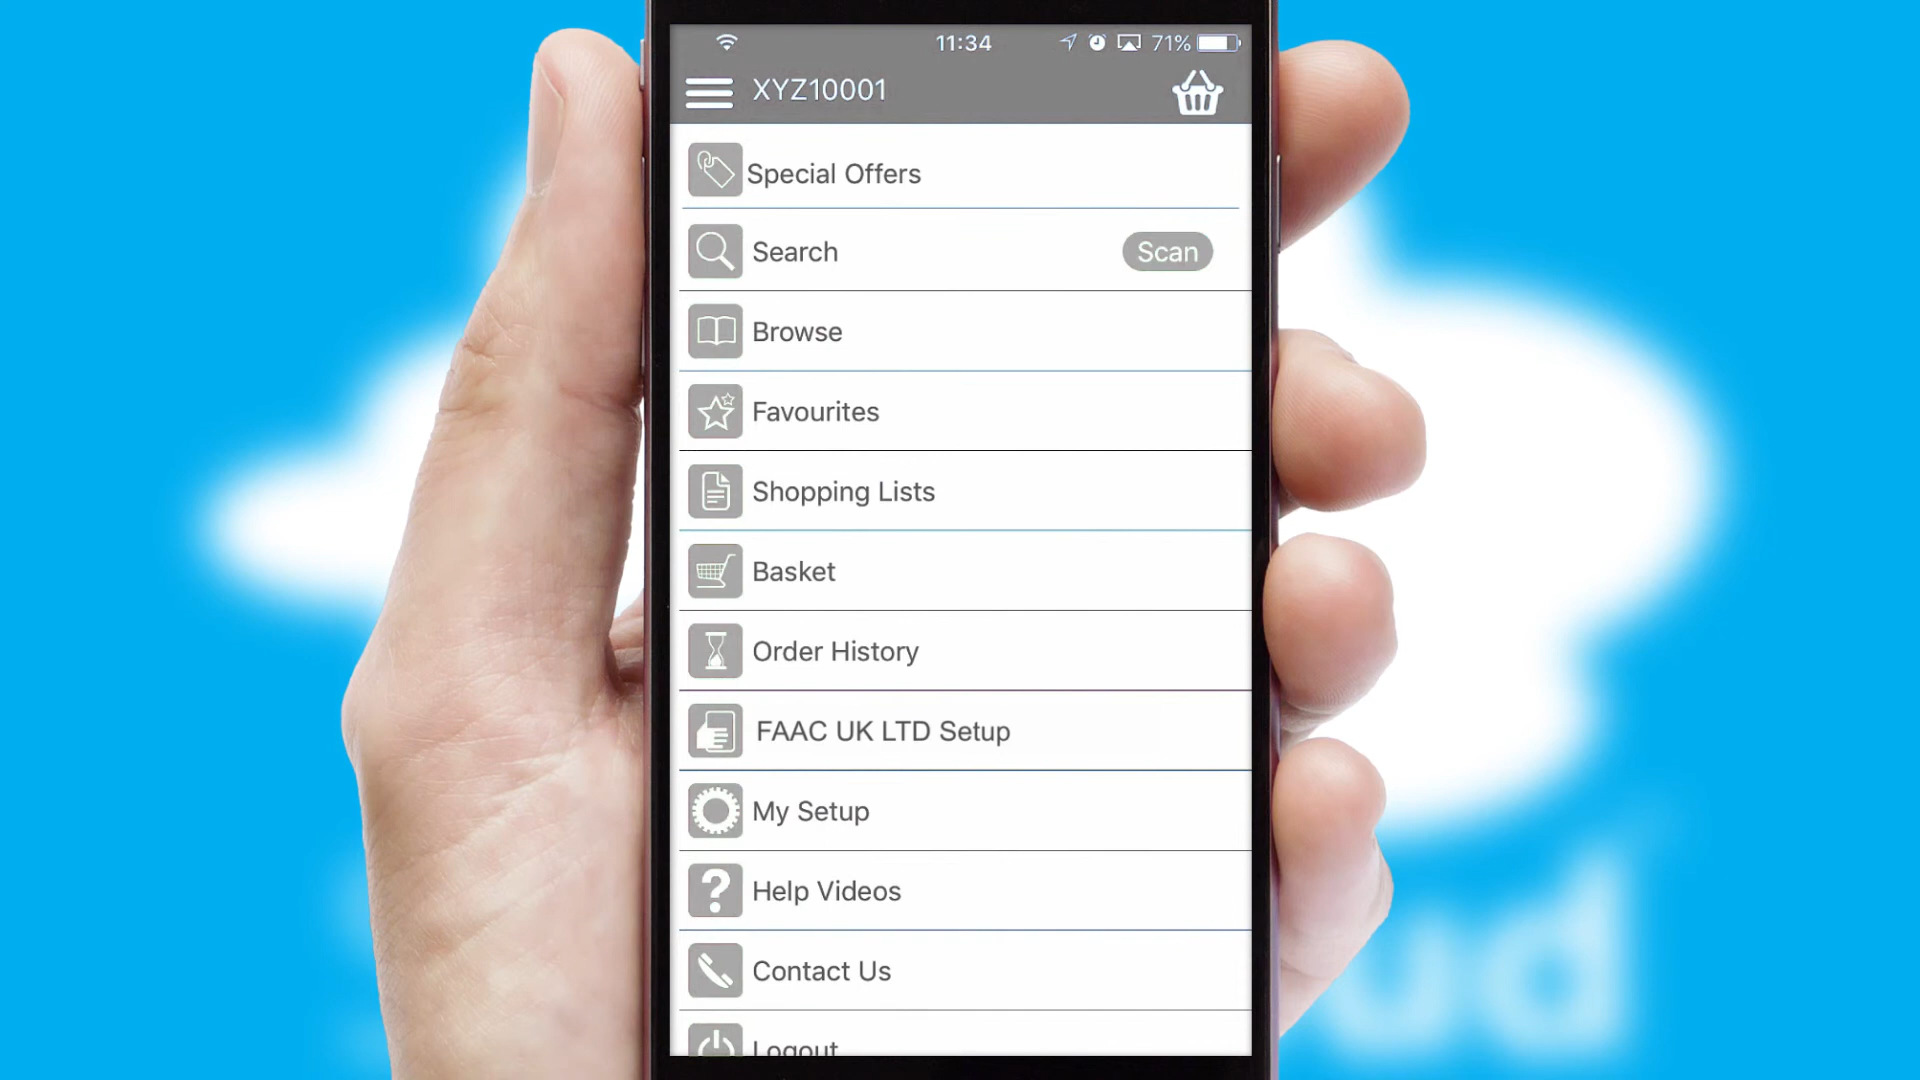 11:34
71%
XYZ10001
Special Offers
Search
Scan
Browse
Favourites
Shopping Lists
Basket
Order History
FAAC UK LTD Setup
My Setup
Help Videos
Contact Us
Logout